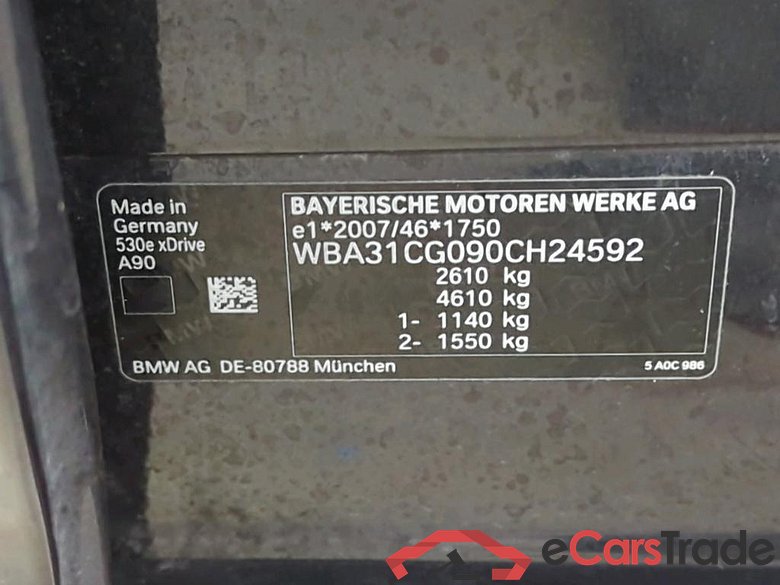 Made in
Germany
530e xDrive
A90
BAYERISCHE MOTOREN WERKE AG
e1*2007/46*1750
WBA31CG090CH24592
2610 kg
4610 kg
1- 1140 kg
2- 1550 kg
BMW AG DE-80788 München
5 A0C 986
eCarsTrade